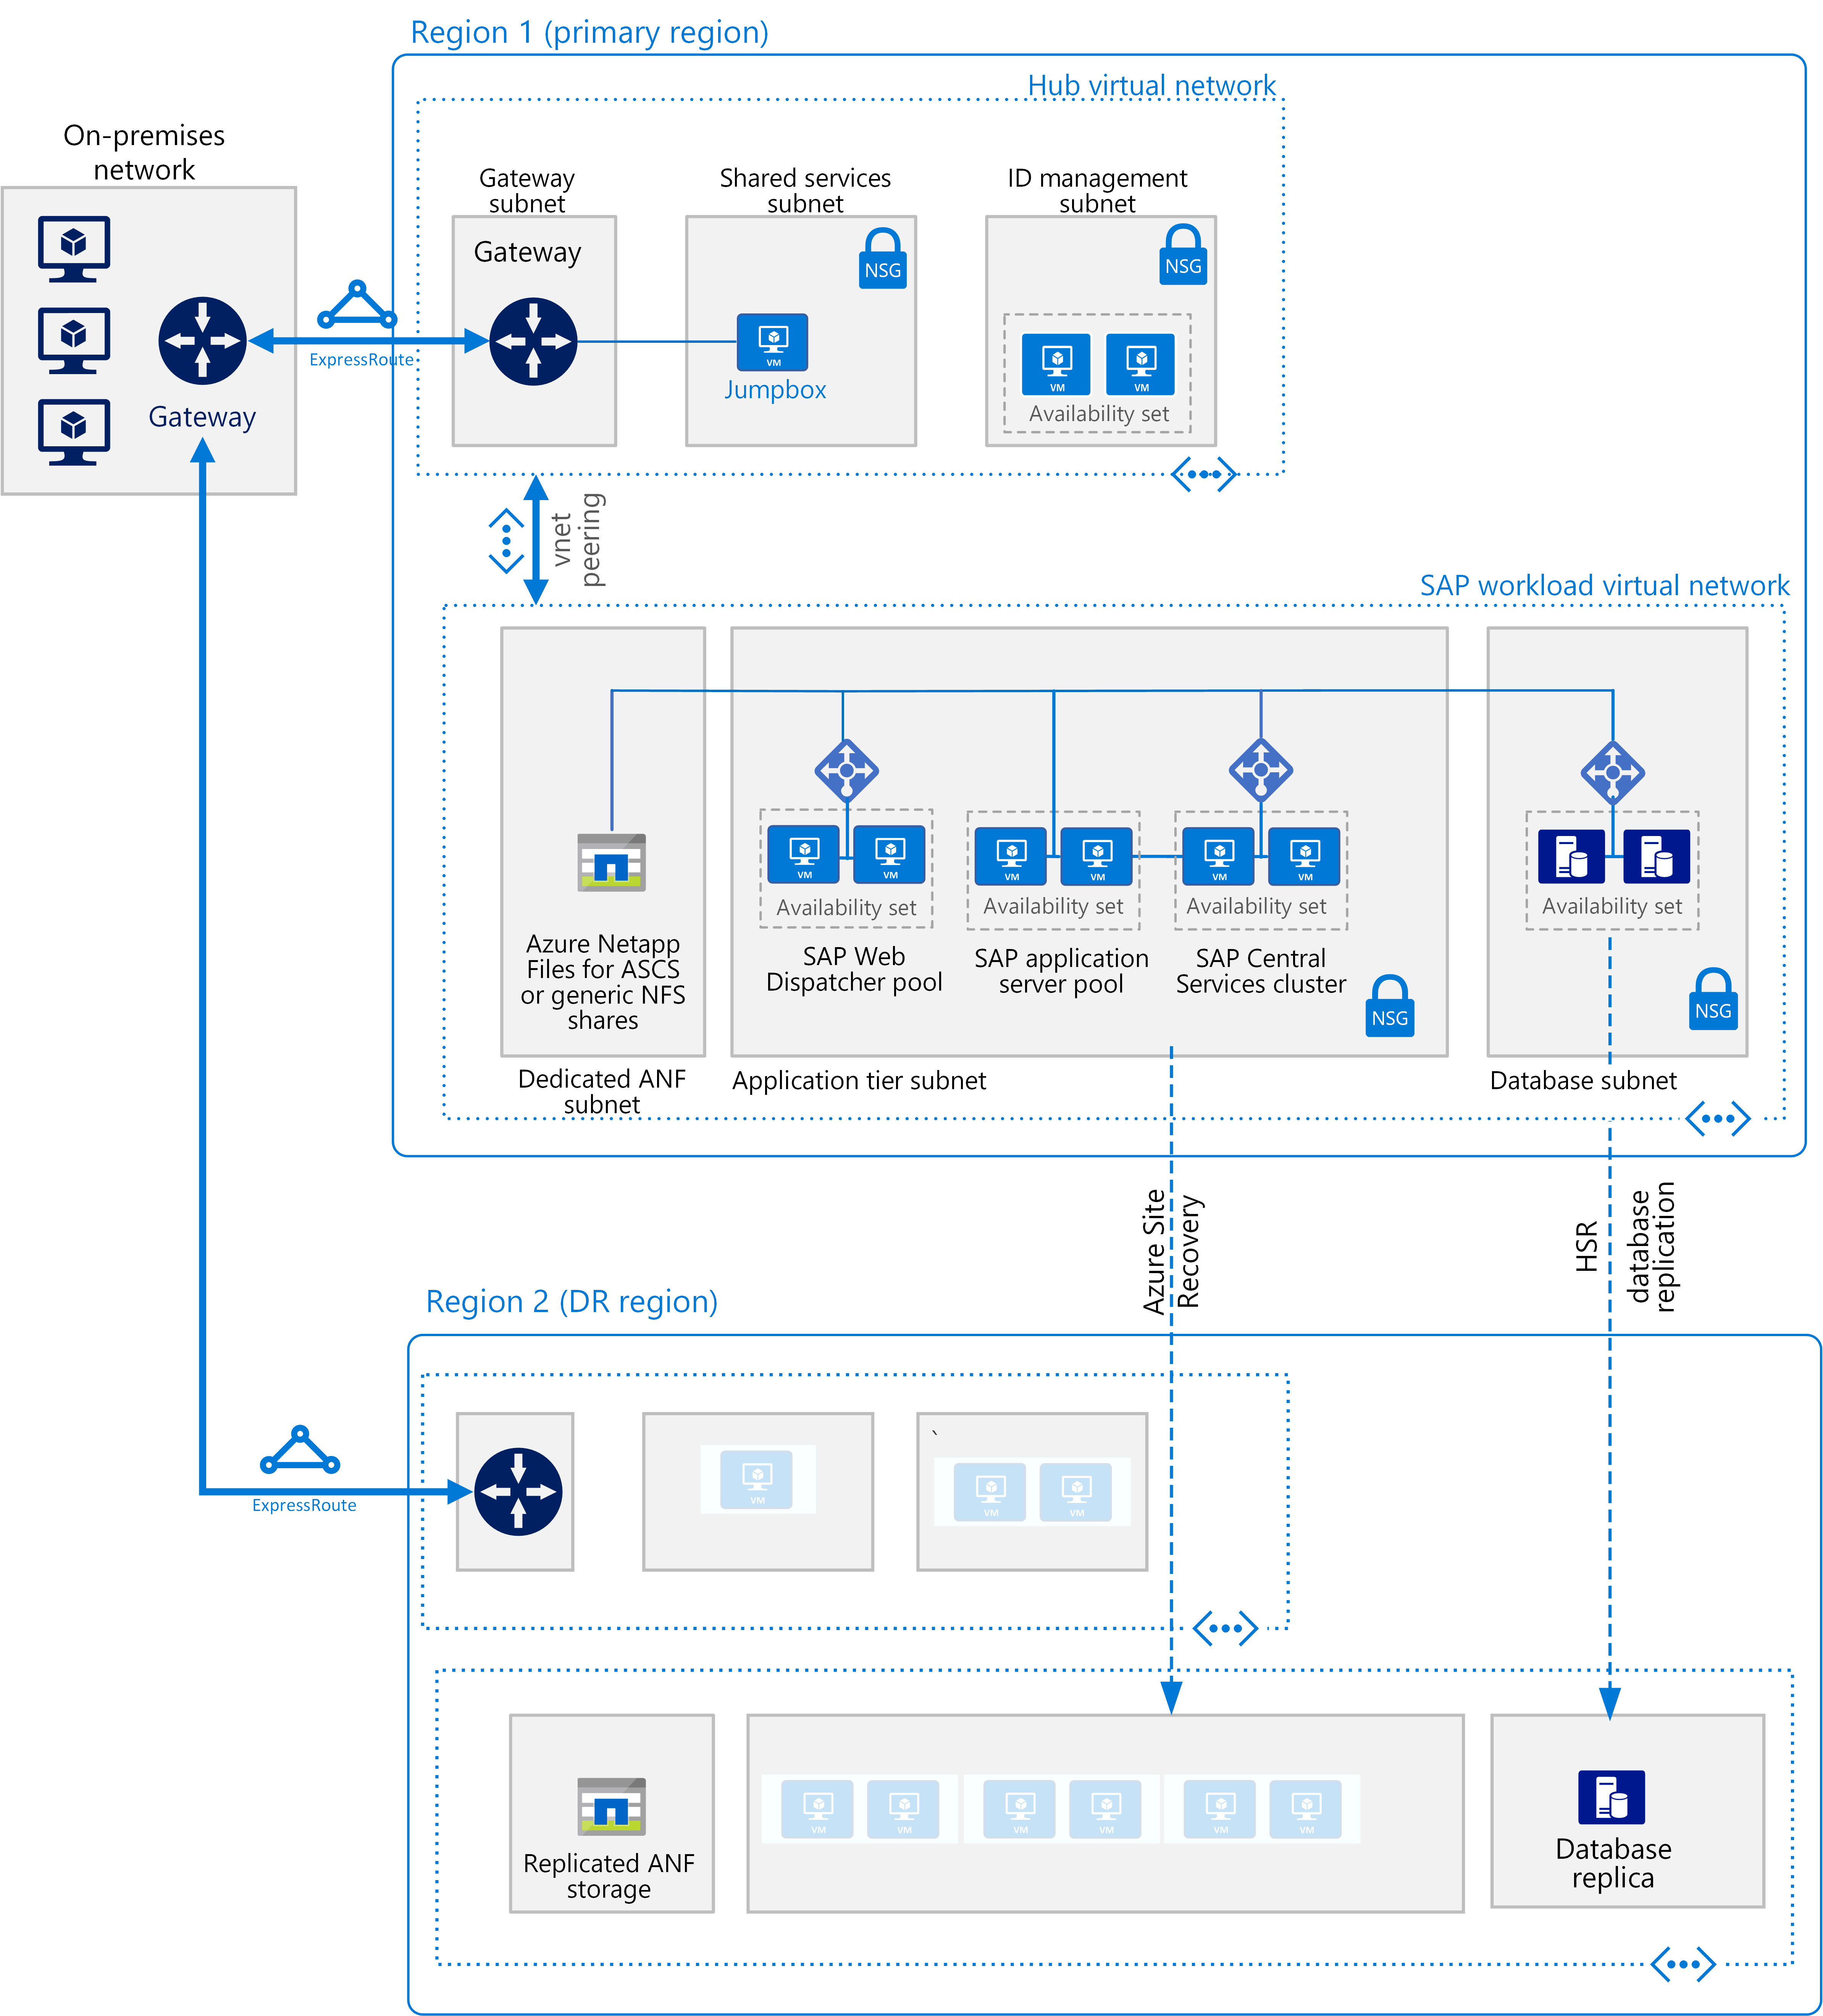 Region 1 (primary region)
Hub virtual network
On-premises
network
Gateway
subnet
Shared services
subnet
ID management
subnet
Gateway
NSG
NSG
ExpressRoute
VM
Jumpbox
VM
VM
Availability set
Gateway
vnet
peering
SAP workload virtual network
VM
VM
Availability set
VM
VM
Availability set
VM
VM
Availability set
Availability set
Azure Netapp
Files for ASCS
or generic NFS
shares
SAP Web
Dispatcher pool
SAP application
server pool
SAP Central
Services cluster
NSG
NSG
Dedicated ANF
subnet
Application tier subnet
Database subnet
Azure Site
Recovery
HSR
database
replication
Region 2 (DR region)
ExpressRoute
VM
`
VM
VM
VM
VM
VM
VM
VM
VM
Replicated ANF
storage
Database
replica